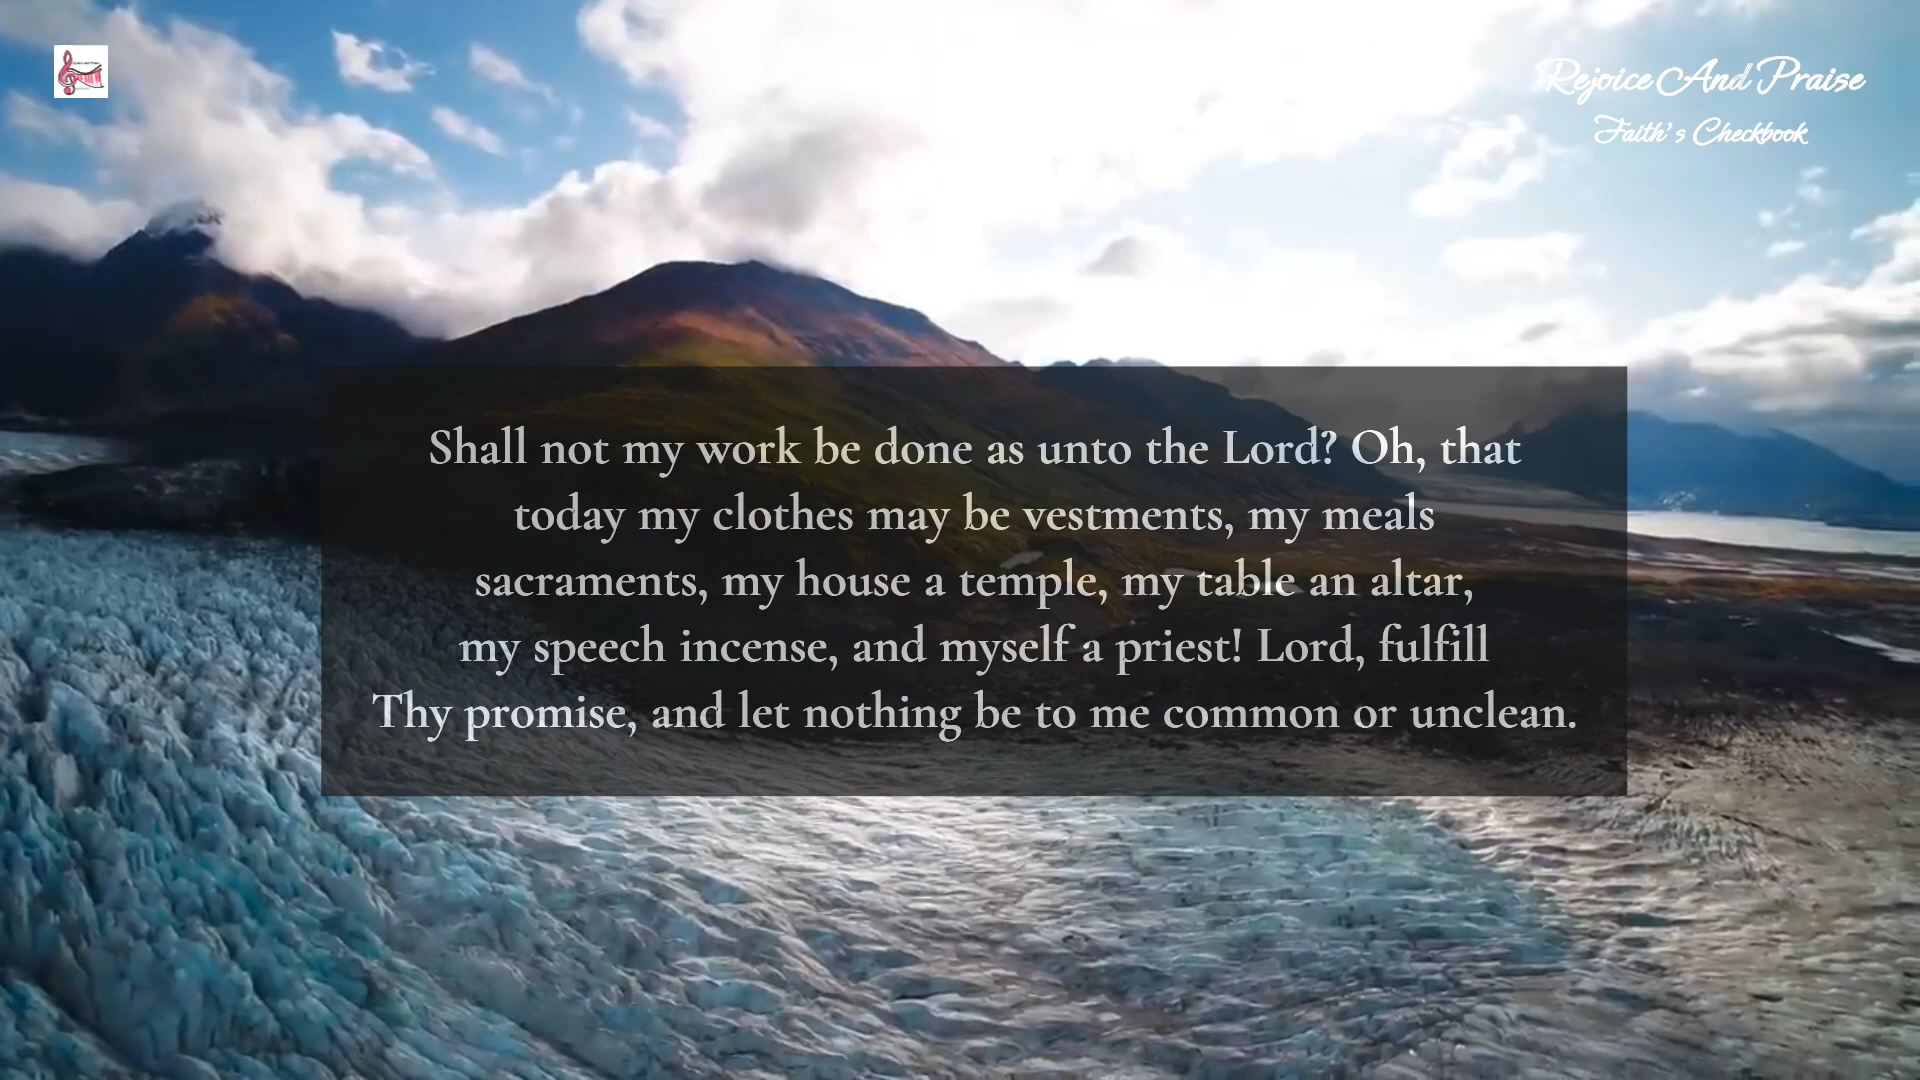 Rejoice And Praise
Faith's Checkbook
Shall not my work be done as unto the Lord? Oh, that
today my clothes may be vestments, my meals
sacraments, my house a temple, my table an altar,
my speech incense, and myself a priest! Lord, fulfill
Thy promise, and let nothing be to me common or unclean.